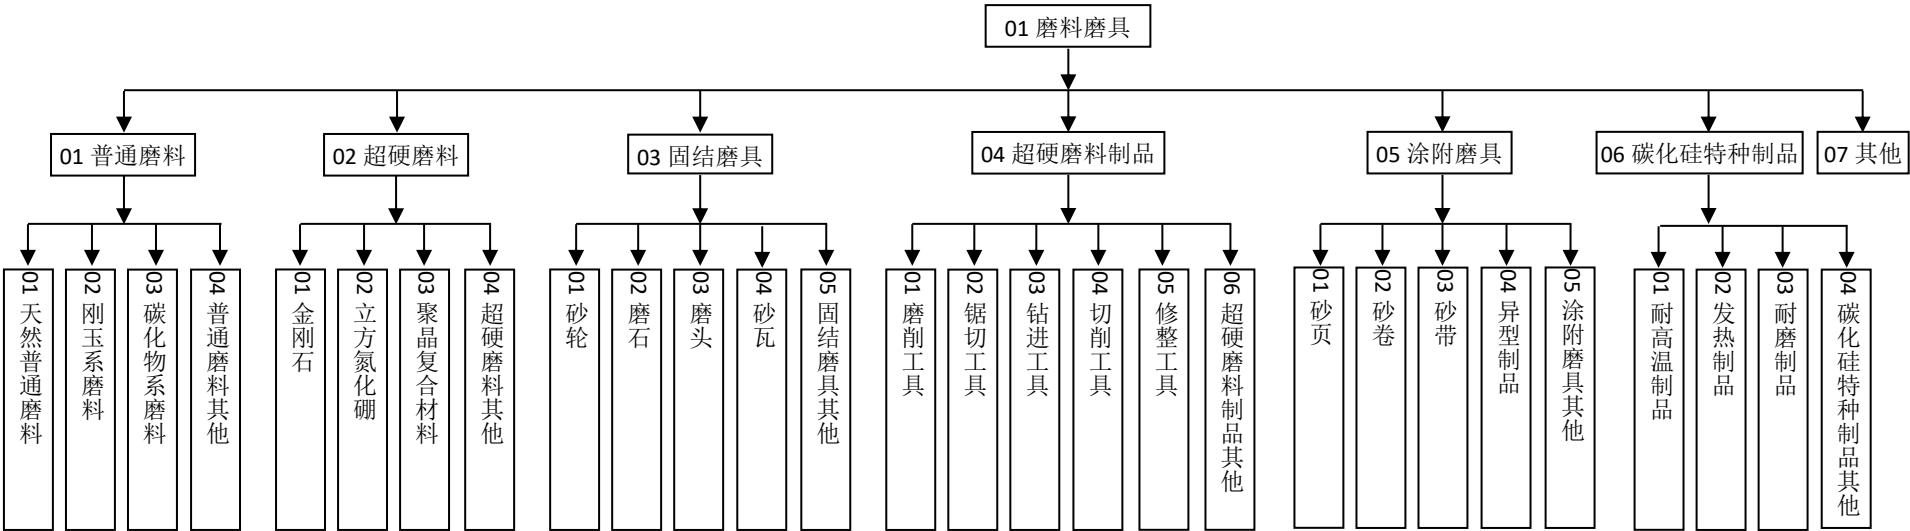 01 磨料磨具
01 普通磨料
02 超硬磨料
03 固结磨具
04 超硬磨料制品
05 涂附磨具
06 碳化硅特种制品
07 其他
01 天然普通磨料
02 刚玉系磨料
03 碳化物系磨料
04 普通磨料其他
01 金刚石
02 立方氮化硼
03 聚晶复合材料
04 超硬磨料其他
01 砂轮
02 磨石
03 磨头
04 砂瓦
05 固结磨具其他
01 磨削工具
02 锯切工具
03 钻进工具
04 切削工具
05 修整工具
06 超硬磨料制品其他
01 砂页
02 砂卷
03 砂带
04 异型制品
05 涂附磨具其他
01 耐高温制品
02 发热制品
03 耐磨制品
04 碳化硅特种制品其他